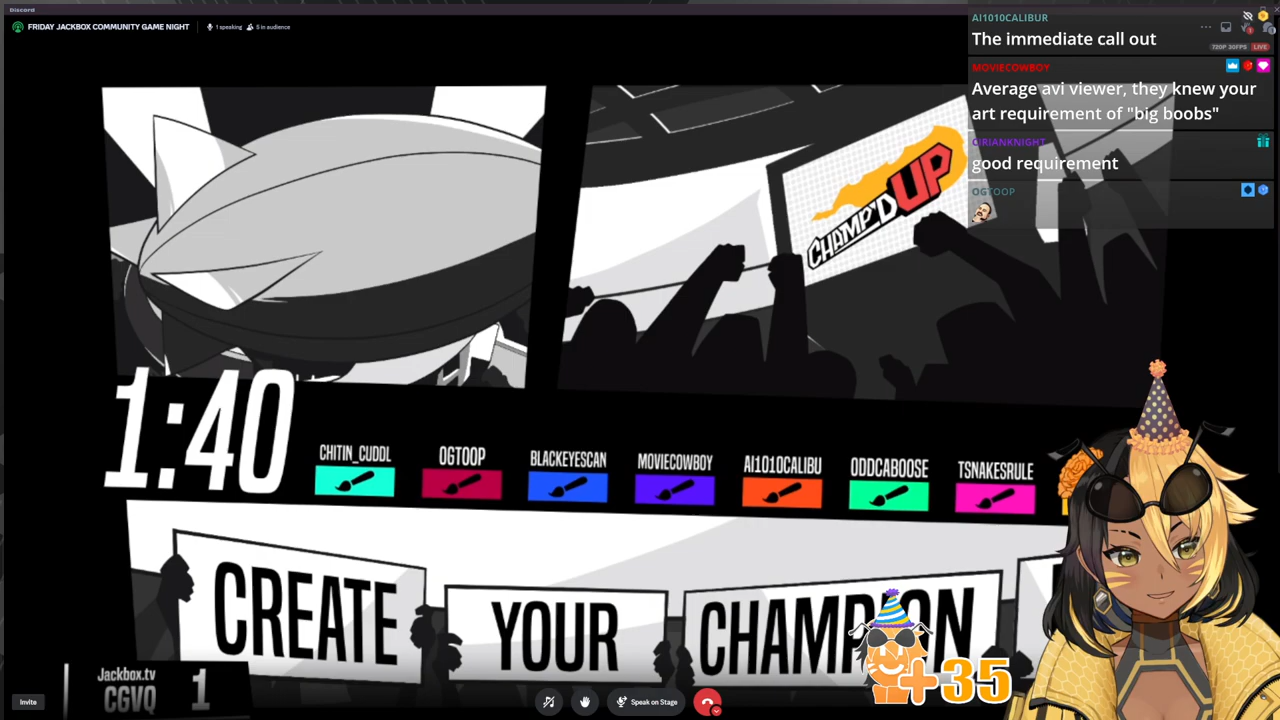 Discord
FRIDAY JACKBOX COMMUNITY GAME NIGHT
1 speaking
5 in audience
720P 30FPS
LIVE
AI1010CALIBUR
The immediate call out
MOVIECOWBOY
Average avi viewer, they knew your
art requirement of "big boobs"
CIRIANKNIGHT
good requirement
OGTOOP
CHAMP'D UP
1:40
CHITIN_CUDDL
OGTOOP
BLACKEYESCAN
MOVIECOWBOY
AI1010CALIBU
ODDCABOOSE
TSNAKESRULE
CREATE
YOUR
CHAMPION
+35
Jackbox.tv
CGVQ
1
Invite
Speak on Stage